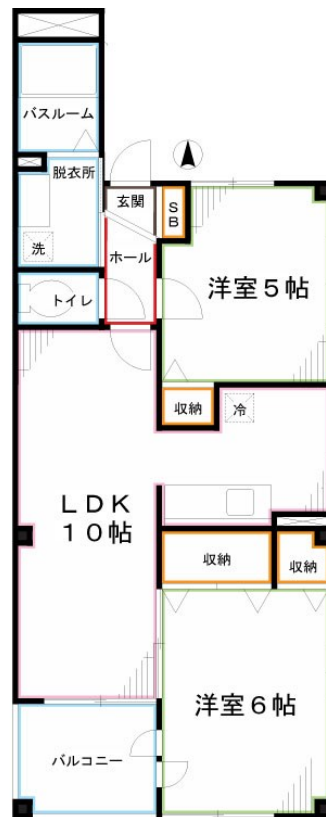 バスルーム
脱衣所
洗
玄関
SB
ホール
トイレ
洋室5帖
収納
冷
LDK
10帖
収納
収納
洋室6帖
バルコニー